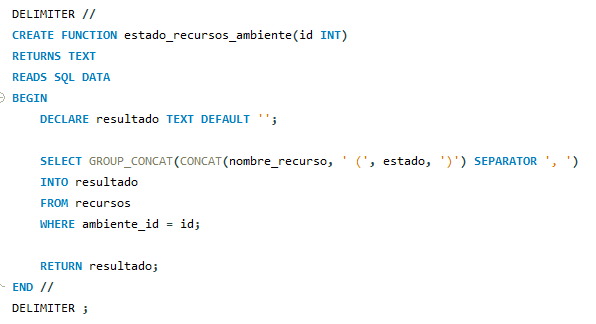 DELIMITER //
CREATE FUNCTION estado_recursos_ambiente(id INT)
RETURNS TEXT
READS SQL DATA
BEGIN
    DECLARE resultado TEXT DEFAULT '';

    SELECT GROUP_CONCAT(CONCAT(nombre_recurso, ' (', estado, ')') SEPARATOR ', ')
    INTO resultado
    FROM recursos
    WHERE ambiente_id = id;

    RETURN resultado;
END //
DELIMITER ;